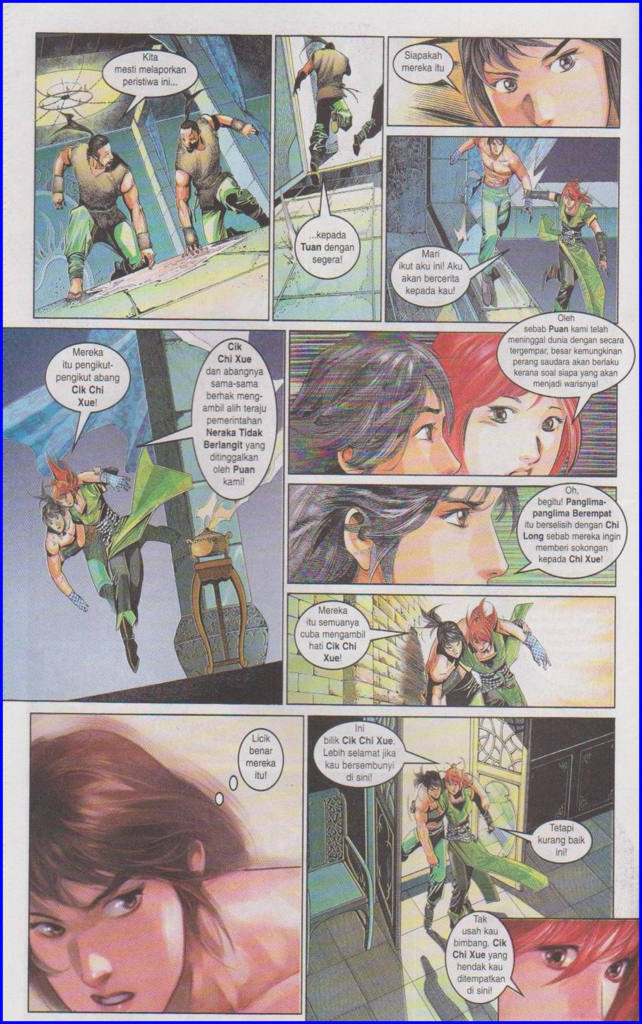 Kita
mesti melaporkan
peristiwa ini...
...kepada
Tuan dengan
segera!
Siapakah
mereka itu
Mari
ikut aku ini! Aku
akan bercerita
kepada kau!
Mereka
itu pengikut-
pengikut abang
Cik Chi
Xue!
Cik
Chi Xue
dan abangnya
sama-sama
berhak meng-
ambil alih teraju
pemerintahan
Neraka Tidak
Berlangit yang
ditinggalkan
oleh Puan
kami!
Oleh
sebab Puan kami telah
meninggal dunia dengan secara
tergempar, besar kemungkinan
perang saudara akan berlaku
kerana soal siapa yang akan
menjadi warisnya!
Oh,
begitu! Panglima-
panglima Berempat
itu berselisih dengan Chi
Long sebab mereka ingin
memberi sokongan
kepada Chi Xue!
Mereka
itu semuanya
cuba mengambil
hati Cik Chi
Xue!
Licik
benar
mereka
itu!
Ini
bilik Cik Chi Xue.
Lebih selamat jika
kau bersembunyi
di sini!
Tetapi
kurang baik
ini!
Tak
usah kau
bimbang. Cik
Chi Xue yang
hendak kau
ditempatkan
di sini!